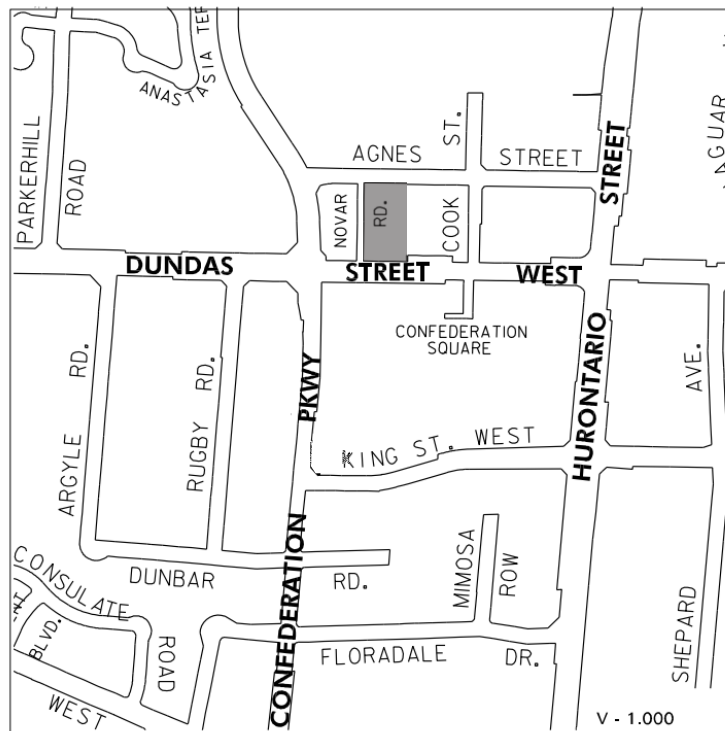 ANASTASIA TER
PARKERHILL
ROAD
AGNES
ST.
STREET
STREET
NOVAR
RD.
COOK
DUNDAS
STREET
WEST
CONFEDERATION
SQUARE
PKWY
HURONTARIO
AVE.
ARGYLE
RD.
RUGBY
RD.
KING ST. WEST
CONFEDERATION
DUNBAR
RD.
MIMOSA
ROW
CONSULATE
ROAD
BLVD.
WEST
FLORADALE
DR.
SHEPARD
V - 1.000